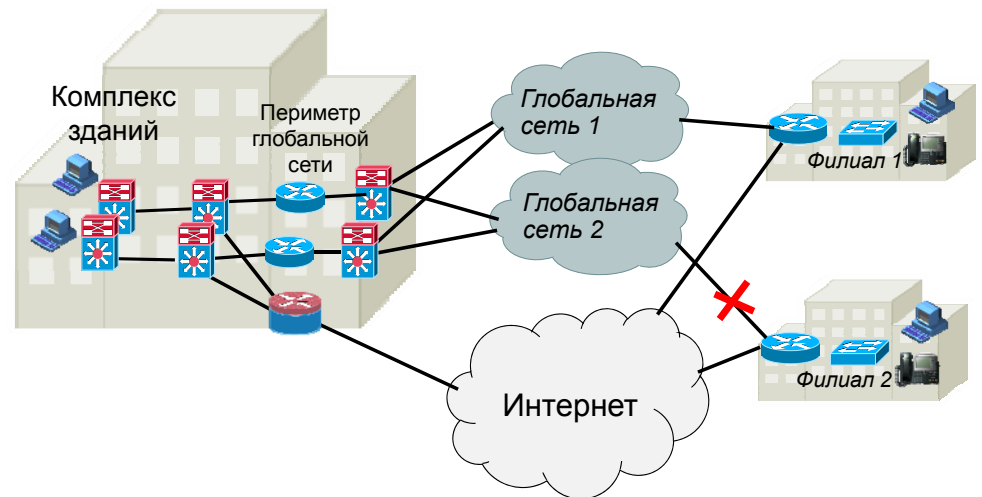 Комплекс
зданий
Периметр
глобальной
сети
Глобальная
сеть 1
Глобальная
сеть 2
Филиал 1
Филиал 2
Интернет